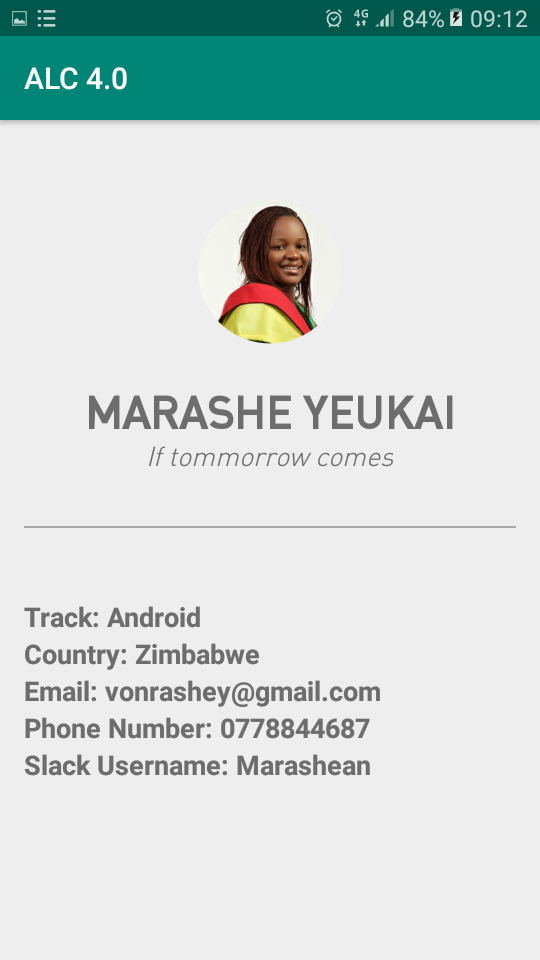 4G 84% 09:12
ALC 4.0
MARASHE YEUKAI
If tommorrow comes
Track: Android
Country: Zimbabwe
Email: vonrashey@gmail.com
Phone Number: 0778844687
Slack Username: Marashean